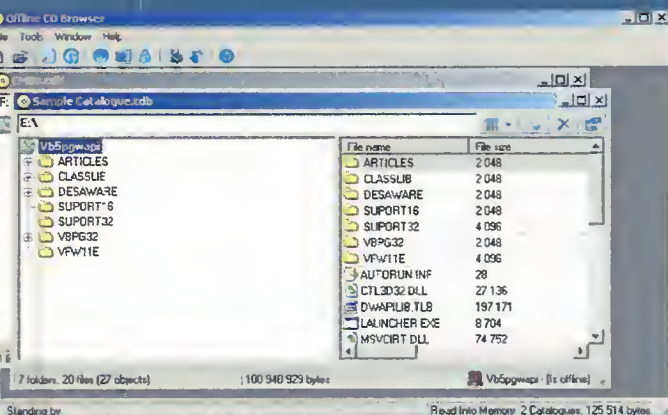 Offline CD Browser
Tools Window Help
Sample Catalogue.cdb
E:\
Vb5pgwapi
ARTICLES
CLASSLIB
DESAWARE
SUPORT16
SUPORT32
VBPG32
VFW11E
File name File size
ARTICLES 2 048
CLASSLIB 2 048
DESAWARE 2 048
SUPORT16 2 048
SUPORT32 4 096
VBPG32 2 048
VFW11E 4 096
AUTORUN.INF 28
CTL3D32.DLL 27 136
DWAPILIB.TLB 197 171
LAUNCHER.EXE 8 704
MSVCIRT.DLL 74 752
7 folders, 20 files (27 objects) 100 940 929 bytes Vb5pgwapi - [Is offline]
Standing by Read Into Memory: 2 Catalogues, 125 514 bytes